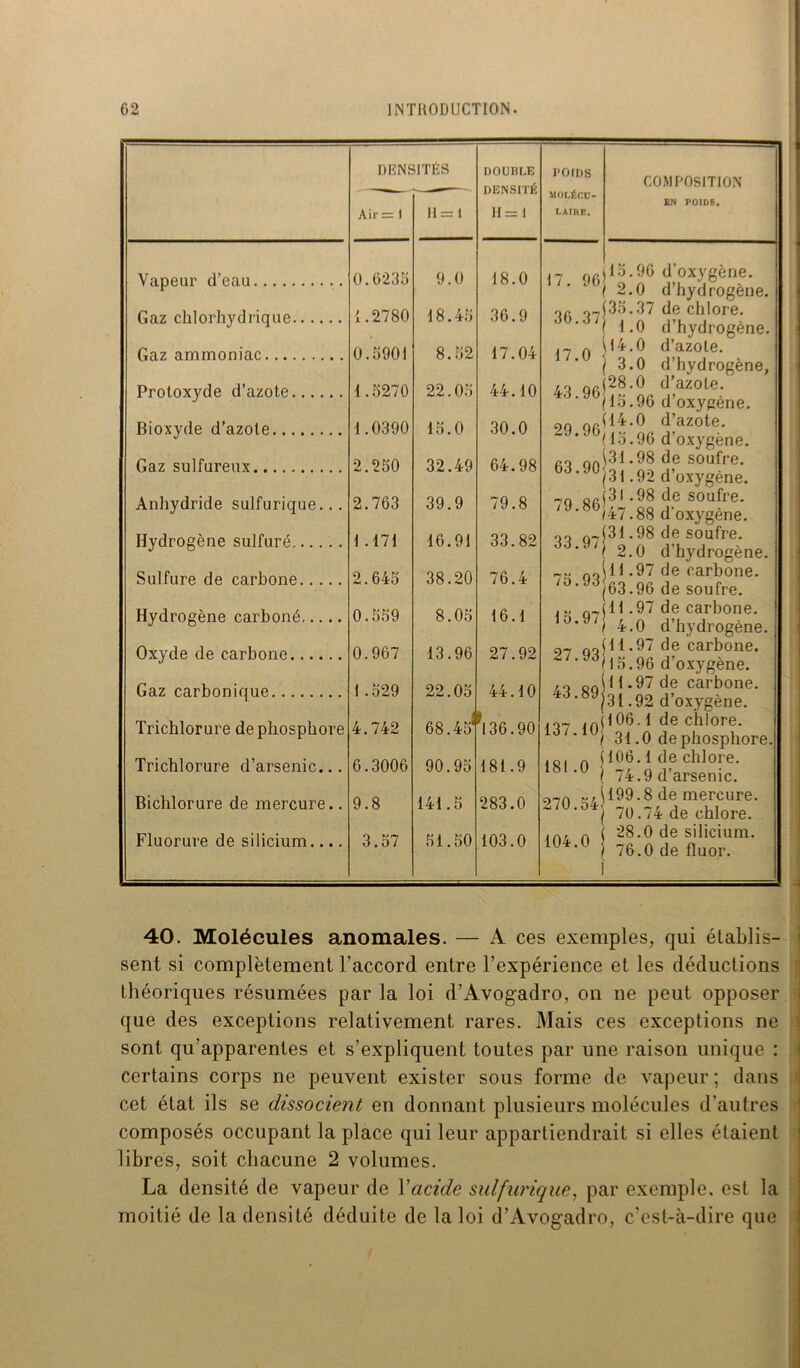 62 INTRODUCTION.
DENSITÉS DOUBLE DENSITÉ H = 1 POIDS MOLÉCU-LAIRE. COMPOSITION EN POIDS.
Air = 1 H = 1
Vapeur d'eau.......... 0.6235 9.0 18.0 17. 96 15.96 d'oxygène.
2.0 d'hydrogène.
Gaz chlorhydrique...... 1.2780 18.45 36.9 36.37 35.37 de chlore.
1.0 d'hydrogène.
Gaz ammoniac......... 0.5901 8.52 17.04 17.0 14.0 d'azote.
3.0 d'hydrogène,
Protoxyde d'azote...... 1.5270 22.05 44.10 43.96 28.0 d'azote.
15.96 d'oxygène.
Bioxyde d'azote........ 1.0390 15.0 30.0 29.96 14.0 d'azote.
15.96 d'oxygène.
Gaz sulfureux.......... 2.250 32.49 64.98 63.90 31.98 de soufre.
31.92 d'oxygène.
Anhydride sulfurique... 2.763 39.9 79.8 79.86 31.98 de soufre.
47.88 d'oxygène.
Hydrogène sulfuré...... 1.171 16.91 33.82 33.97 31.98 de soufre.
2.0 d'hydrogène.
Sulfure de carbone..... 2.645 38.20 76.4 75.93 11.97 de carbone.
63.96 de soufre.
Hydrogène carboné..... 0.559 8.05 16.1 15.97 11.97 de carbone.
4.0 d'hydrogène.
Oxyde de carbone...... 0.967 13.96 27.92 27.93 11.97 de carbone.
15.96 d'oxygène.
Gaz carbonique........ 1.529 22.05 44.10 43.89 11.97 de carbone.
31.92 d'oxygène.
Trichlorure de phosphore 4.742 68.45 136.90 137.10 106.1 de chlore.
31.0 de phosphore.
Trichlorure d'arsenic... 6.3006 90.95 181.9 181.0 106.1 de chlore.
74.9 d'arsenic.
Bichlorure de mercure.. 9.8 141.5 283.0 270.54 199.8 de mercure.
70.74 de chlore.
Fluorure de silicium.... 3.57 51.50 103.0 104.0 28.0 de silicium.
76.0 de fluor.
40. Molécules anomales. — A ces exemples, qui établis-
sent si complètement l'accord entre l'expérience et les déductions
théoriques résumées par la loi d'Avogadro, on ne peut opposer
que des exceptions relativement rares. Mais ces exceptions ne
sont qu'apparentes et s'expliquent toutes par une raison unique :
certains corps ne peuvent exister sous forme de vapeur ; dans
cet état ils se dissocient en donnant plusieurs molécules d'autres
composés occupant la place qui leur appartiendrait si elles étaient
libres, soit chacune 2 volumes.
La densité de vapeur de l'acide sulfurique, par exemple, est la
moitié de la densité déduite de la loi d'Avogadro, c'est-à-dire que